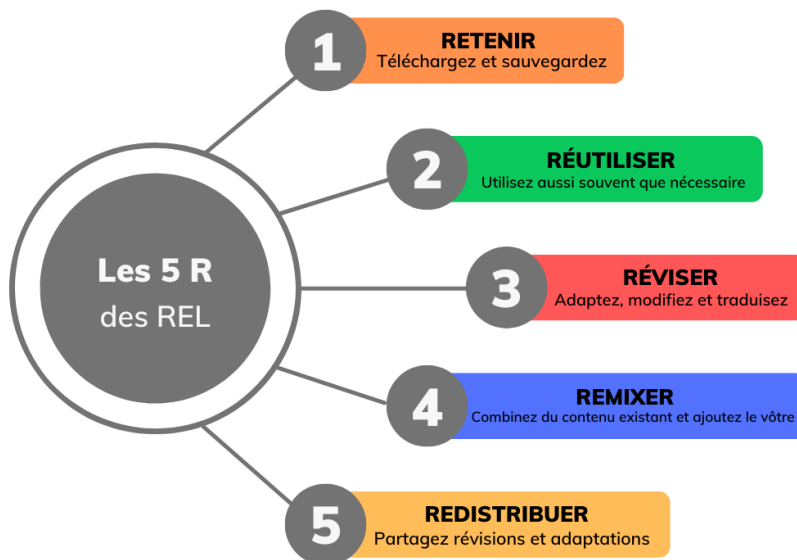 Les 5 R
des REL
1
RETENIR
Téléchargez et sauvegardez
2
RÉUTILISER
Utilisez aussi souvent que nécessaire
3
RÉVISER
Adaptez, modifiez et traduisez
4
REMIXER
Combinez du contenu existant et ajoutez le vôtre
5
REDISTRIBUER
Partagez révisions et adaptations